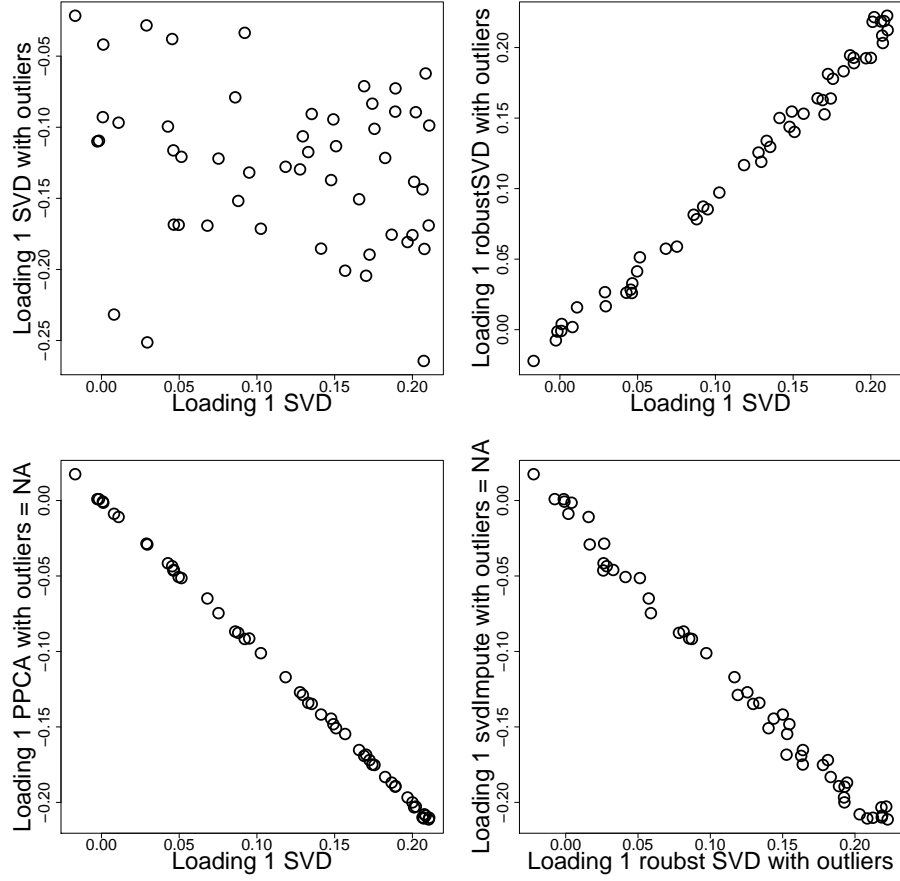 Loading 1 SVD with outliers
−0.05
−0.10
−0.15
−0.20
−0.25
0.00 0.05 0.10 0.15 0.20
Loading 1 SVD
Loading 1 robustSVD with outliers
0.20
0.15
0.10
0.05
0.00
0.00 0.05 0.10 0.15 0.20
Loading 1 SVD
Loading 1 PPCA with outliers = NA
0.00
−0.05
−0.10
−0.15
−0.20
0.00 0.05 0.10 0.15 0.20
Loading 1 SVD
Loading 1 svdImpute with outliers = NA
0.00
−0.05
−0.10
−0.15
−0.20
0.00 0.05 0.10 0.15 0.20
Loading 1 roubst SVD with outliers